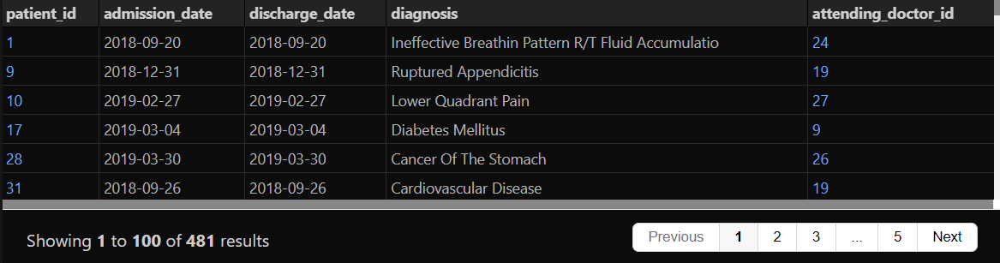 patient_id admission_date discharge_date diagnosis attending_doctor_id
1 2018-09-20 2018-09-20 Ineffective Breathin Pattern R/T Fluid Accumulatio 24
9 2018-12-31 2018-12-31 Ruptured Appendicitis 19
10 2019-02-27 2019-02-27 Lower Quadrant Pain 27
17 2019-03-04 2019-03-04 Diabetes Mellitus 9
28 2019-03-30 2019-03-30 Cancer Of The Stomach 26
31 2018-09-26 2018-09-26 Cardiovascular Disease 19
Showing 1 to 100 of 481 results Previous 1 2 3 ... 5 Next